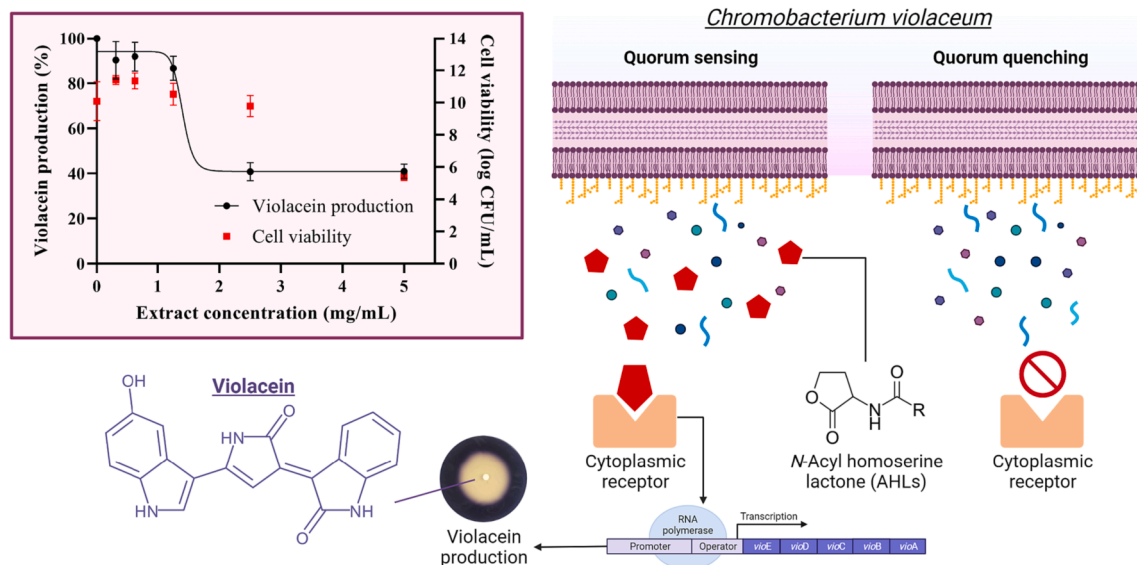 Chromobacterium violaceum
Quorum sensing
Quorum quenching
Violacein production (%)
100
80
60
40
20
0
14
12
10
8
6
4
2
0
Cell viability (log CFU/mL)
Violacein production
Cell viability
0
1
2
3
4
5
Extract concentration (mg/mL)
Violacein
OH
HN
O
HN
O
NH
Violacein
production
Cytoplasmic
receptor
O
O
N
H
O
R
N-Acyl homoserine
lactone (AHLs)
Cytoplasmic
receptor
RNA
polymerase
Transcription
Promoter
Operator
vioE
vioD
vioC
vioB
vioA